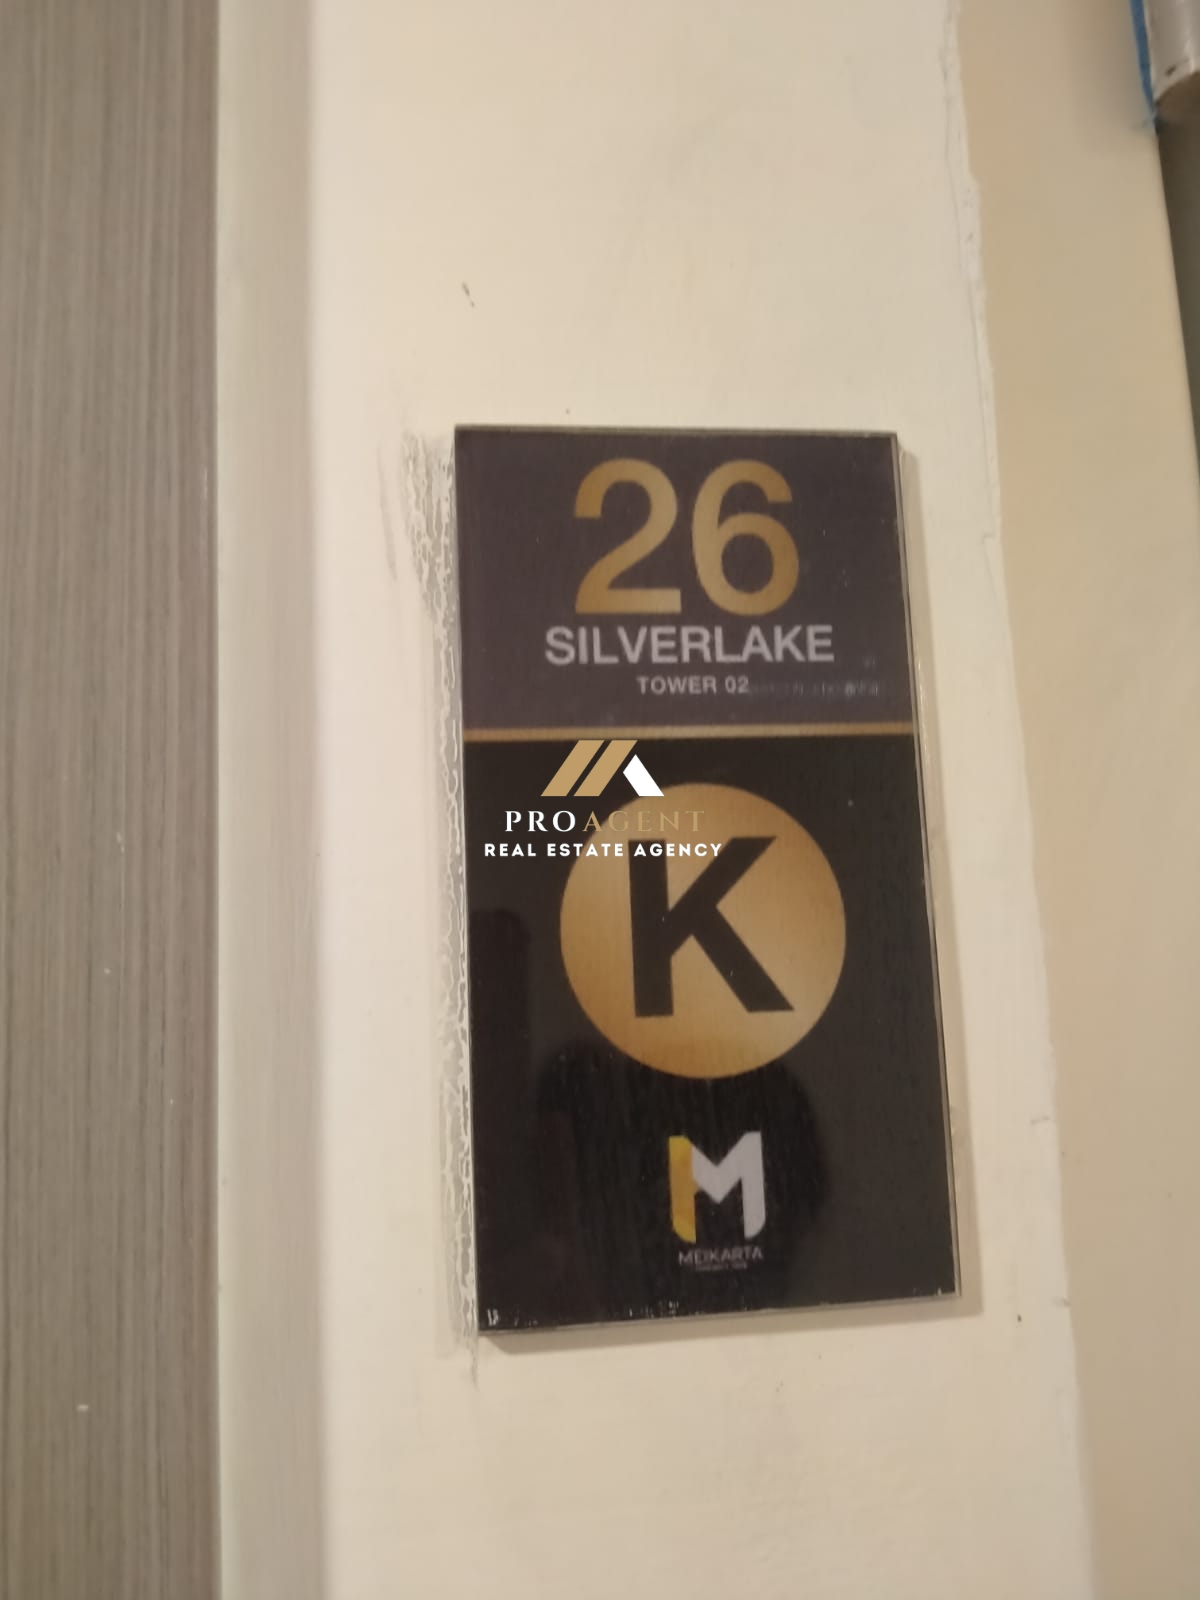 26
SILVERLAKE
TOWER 02
PROAGENT
REAL ESTATE AGENCY
K
M
MEIKARTA